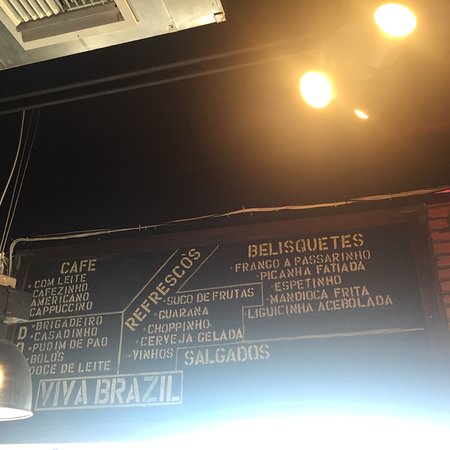 CAFE
• COM LEITE
CAFEZINHO
AMERICANO
CAPPUCCINO
• BRIGADEIRO
• CASADINHO
• PUDIM DE PAO
• BOLO'S
DOCE DE LEITE
REFRESCOS
• SUCO DE FRUTAS
• GUARANA
• CHOPPINHO
• CERVEJA GELADA
• VINHOS
BELISQUETES
• FRANGO A PASSARINHO
PICANHA FATIADA
• ESPETINHO
• MANDIOCA FRITA
LIGUICINHA ACEBOLADA
SALGADOS
VIVA BRAZIL